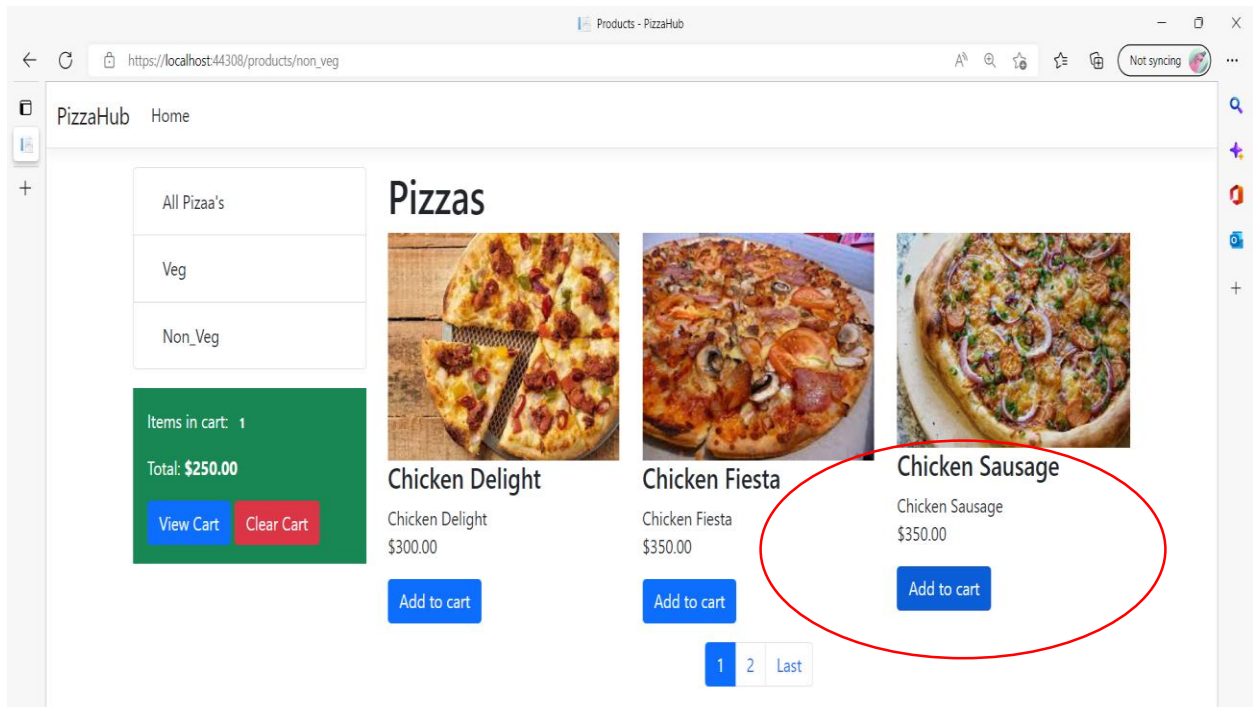 Products - PizzaHub
https://localhost:44308/products/non_veg
Not syncing
PizzaHub Home
All Pizaa's
Veg
Non_Veg
Items in cart: 1
Total: $250.00
View Cart Clear Cart
Pizzas
Chicken Delight
Chicken Delight
$300.00
Add to cart
Chicken Fiesta
Chicken Fiesta
$350.00
Add to cart
Chicken Sausage
Chicken Sausage
$350.00
Add to cart
1 2 Last